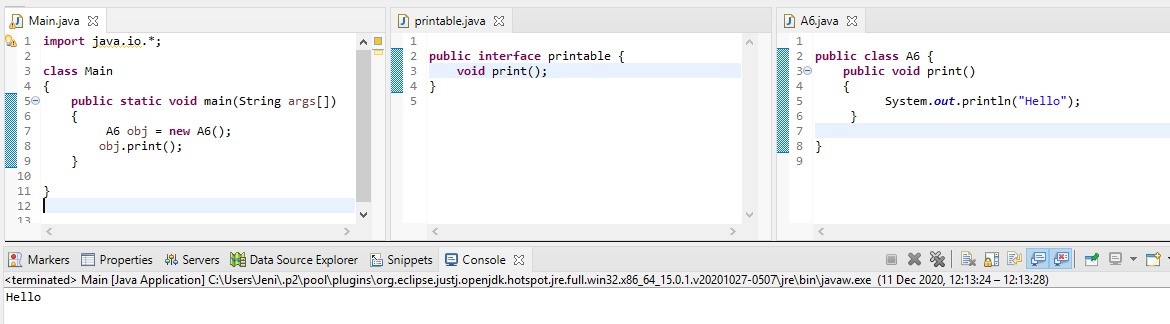 Main.java
1 import java.io.*;
2
3 class Main
4 {
5 public static void main(String args[])
6 {
7 A6 obj = new A6();
8 obj.print();
9 }
10
11 }
12
13
printable.java
1
2 public interface printable {
3 void print();
4 }
5
A6.java
1
2 public class A6 {
3 public void print()
4 {
5 System.out.println("Hello");
6 }
7
8 }
9
Markers Properties Servers Data Source Explorer Snippets Console
<terminated> Main [Java Application] C:\Users\Jeni\.p2\pool\plugins\org.eclipse.justj.openjdk.hotspot.jre.full.win32.x86_64_15.0.1.v20201027-0507\jre\bin\javaw.exe (11 Dec 2020, 12:13:24 – 12:13:28)
Hello